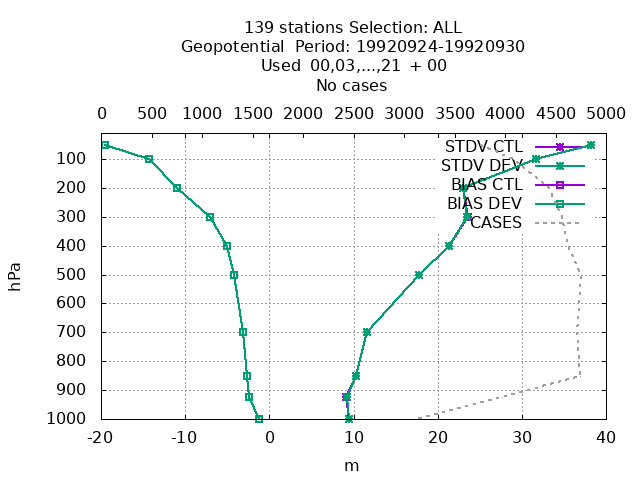 139 stations Selection: ALL
Geopotential  Period: 19920924-19920930
Used  00,03,...,21  + 00
No cases
0 500 1000 1500 2000 2500 3000 3500 4000 4500 5000
STDV CTL
STDV DEV
BIAS CTL
BIAS DEV
CASES
100
200
300
400
500
600
700
800
900
1000
hPa
-20 -10 0 10 20 30 40
m